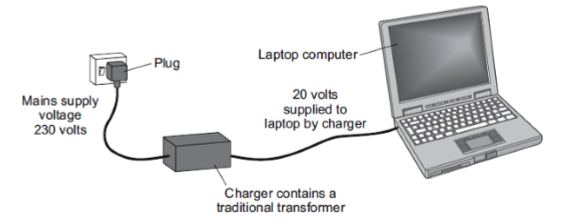 Plug
Laptop computer
Mains supply
voltage
230 volts
20 volts
supplied to
laptop by charger
Charger contains a
traditional transformer